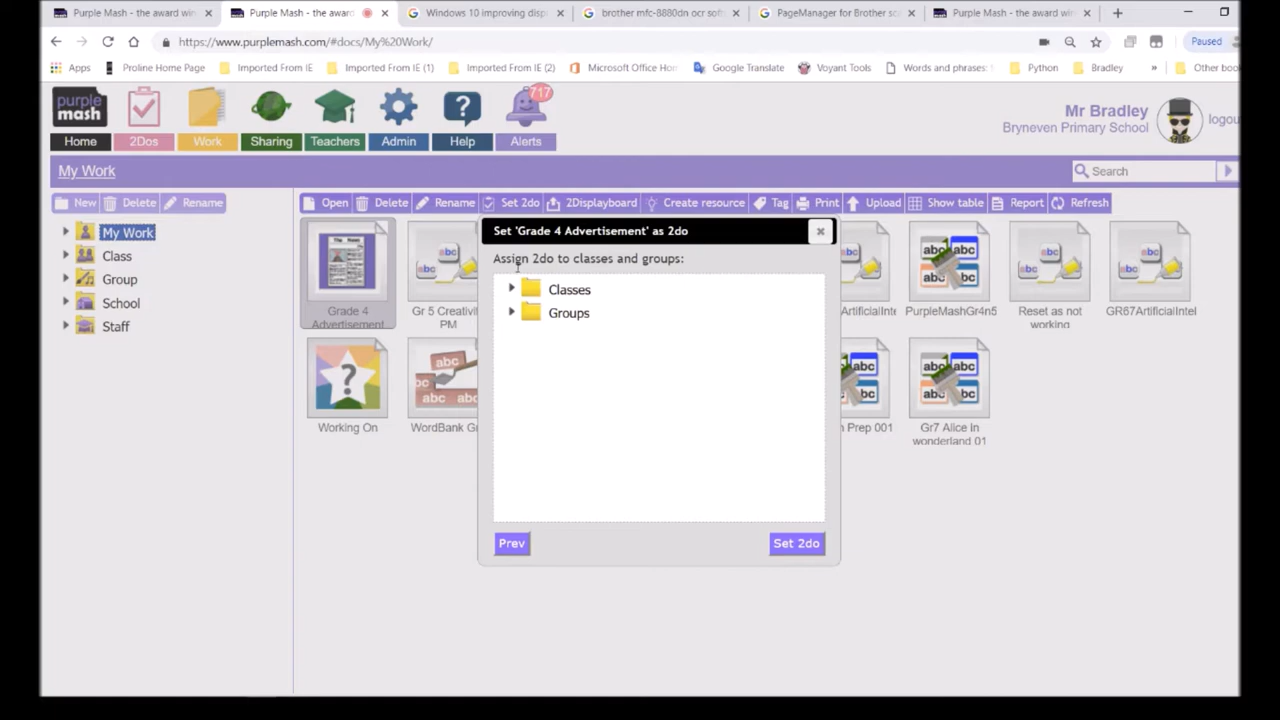 Purple Mash - the award win
Purple Mash - the award
Windows 10 improving disp
brother mfc-8880dn ocr soft
PageManager for Brother sca
Purple Mash - the award win
https://www.purplemash.com/#docs/My%20Work/
Paused
Apps
Proline Home Page
Imported From IE
Imported From IE (1)
Imported From IE (2)
Microsoft Office Hom
Google Translate
Voyant Tools
Words and phrases:
Python
Bradley
»
Other book
purple
mash
?
717
Home
2Dos
Work
Sharing
Teachers
Admin
Help
Alerts
Mr Bradley
Bryneven Primary School
logou
My Work
Search
New
Delete
Rename
Open
Delete
Rename
Set 2do
2Displayboard
Create resource
Tag
Print
Upload
Show table
Report
Refresh
My Work
Class
Group
School
Staff
Grade 4
Advertisement
Gr 5 Creativi
PM
ArtificialInte
PurpleMashGr4n5
Reset as not
working
GR67ArtificialIntel
Working On
WordBank Gr
n Prep 001
Gr7 Alice In
wonderland 01
Set 'Grade 4 Advertisement' as 2do
Assign 2do to classes and groups:
Classes
Groups
Prev
Set 2do